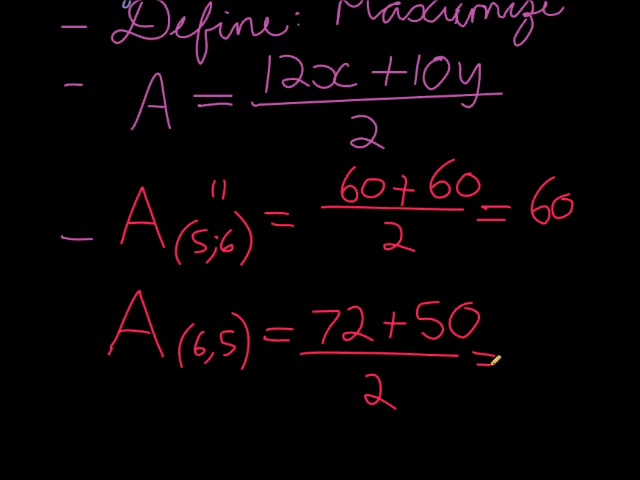 - Define: Maximize
- A = (12x + 10y)/2
- A(5;6) = (60 + 60)/2 = 60
A(6,5) = (72 + 50)/2 =